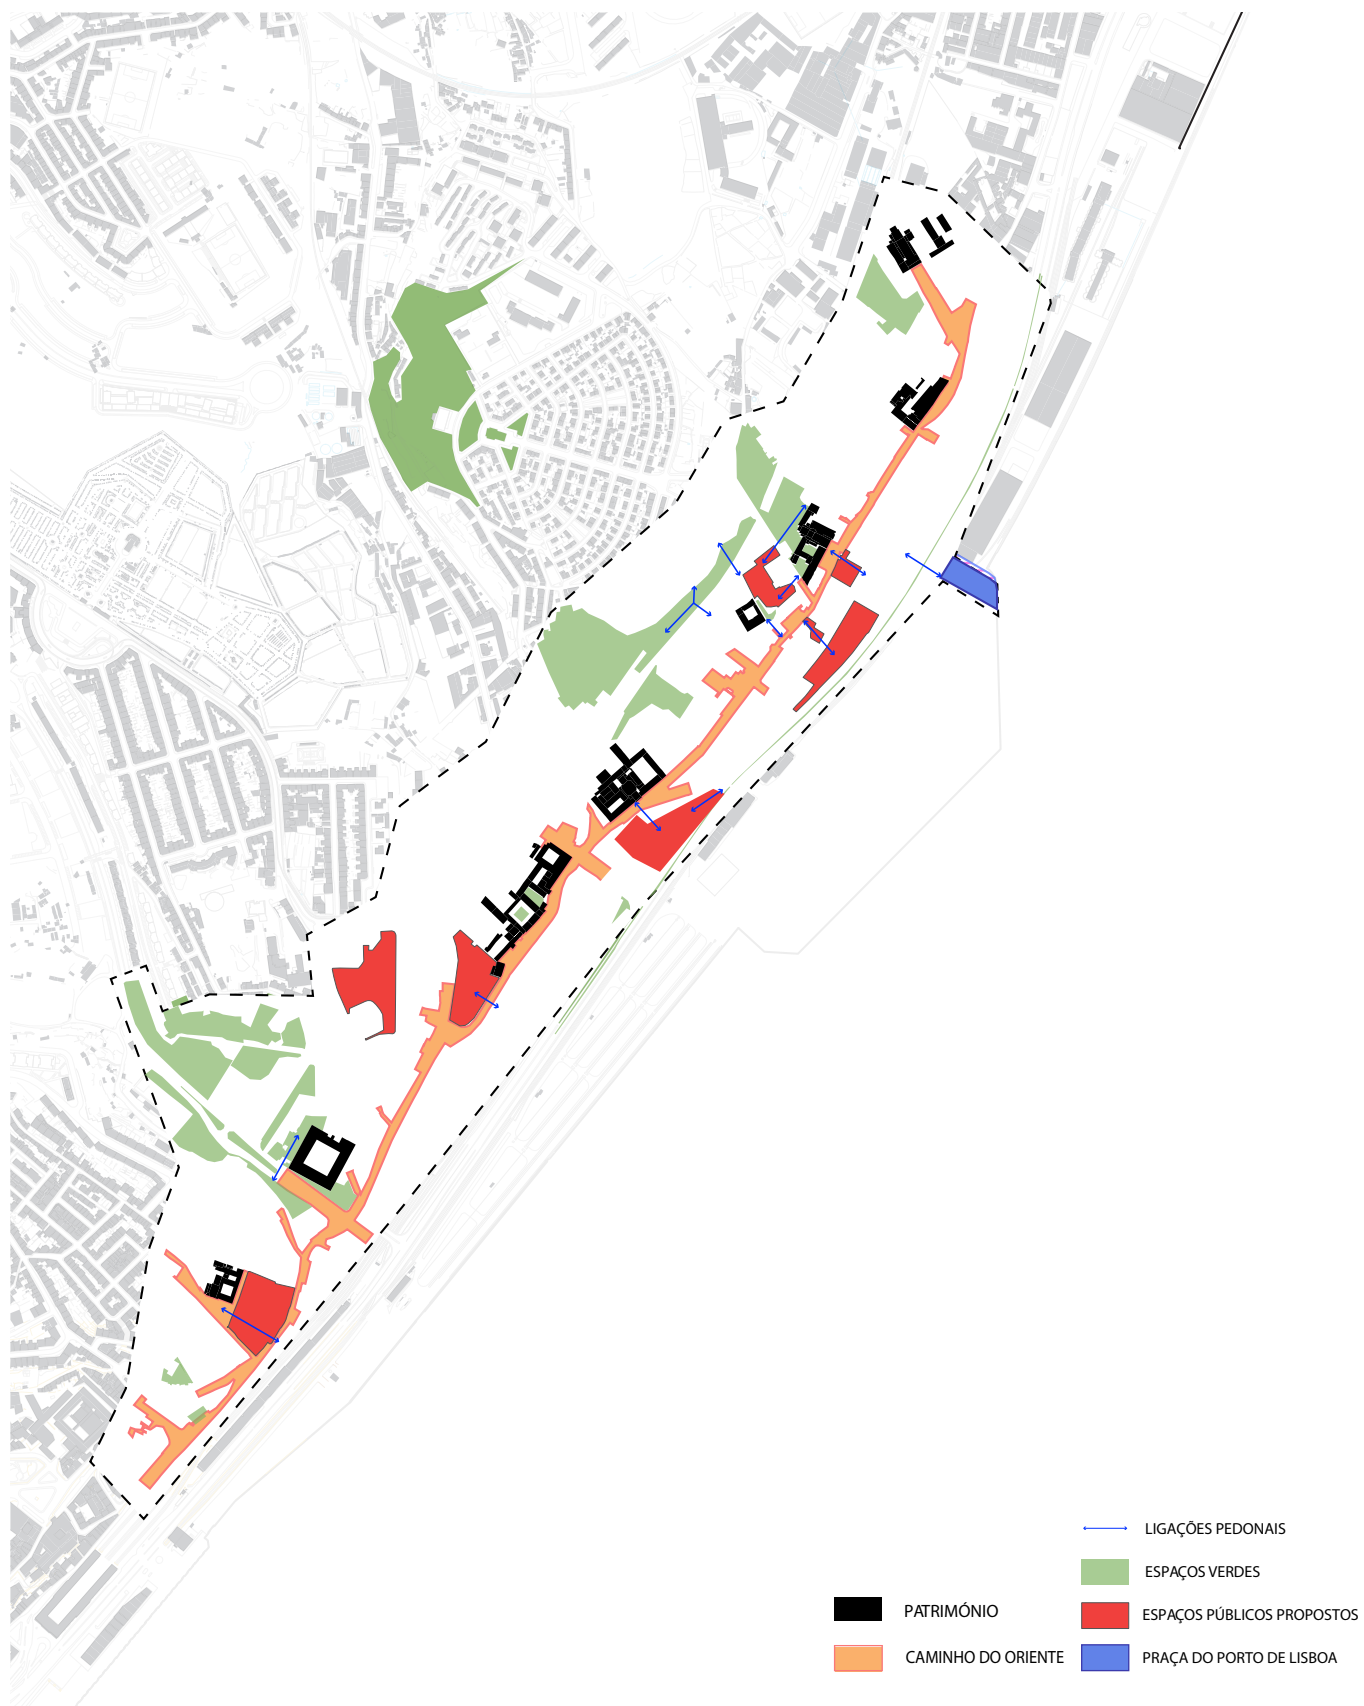 LIGAÇÕES PEDONAIS
ESPAÇOS VERDES
PATRIMÓNIO
ESPAÇOS PÚBLICOS PROPOSTOS
CAMINHO DO ORIENTE
PRAÇA DO PORTO DE LISBOA